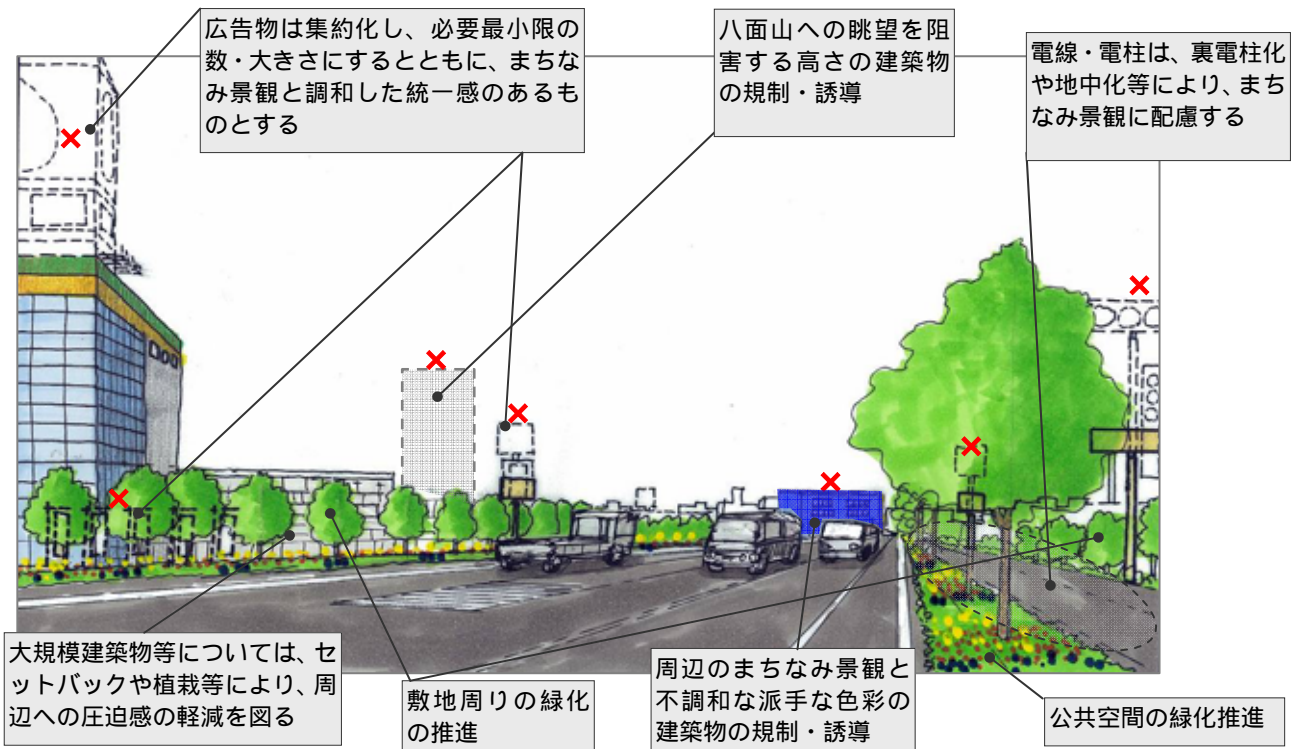 広告物は集約化し、必要最小限の
数・大きさにするとともに、まちな
み景観と調和した統一感のあるも
のとする
八面山への眺望を阻
害する高さの建築物
の規制・誘導
電線・電柱は、裏電柱化
や地中化等により、まち
なみ景観に配慮する
大規模建築物等については、セ
ットバックや植栽等により、周
辺への圧迫感の軽減を図る
敷地周りの緑化
の推進
周辺のまちなみ景観と
不調和な派手な色彩の
建築物の規制・誘導
公共空間の緑化推進